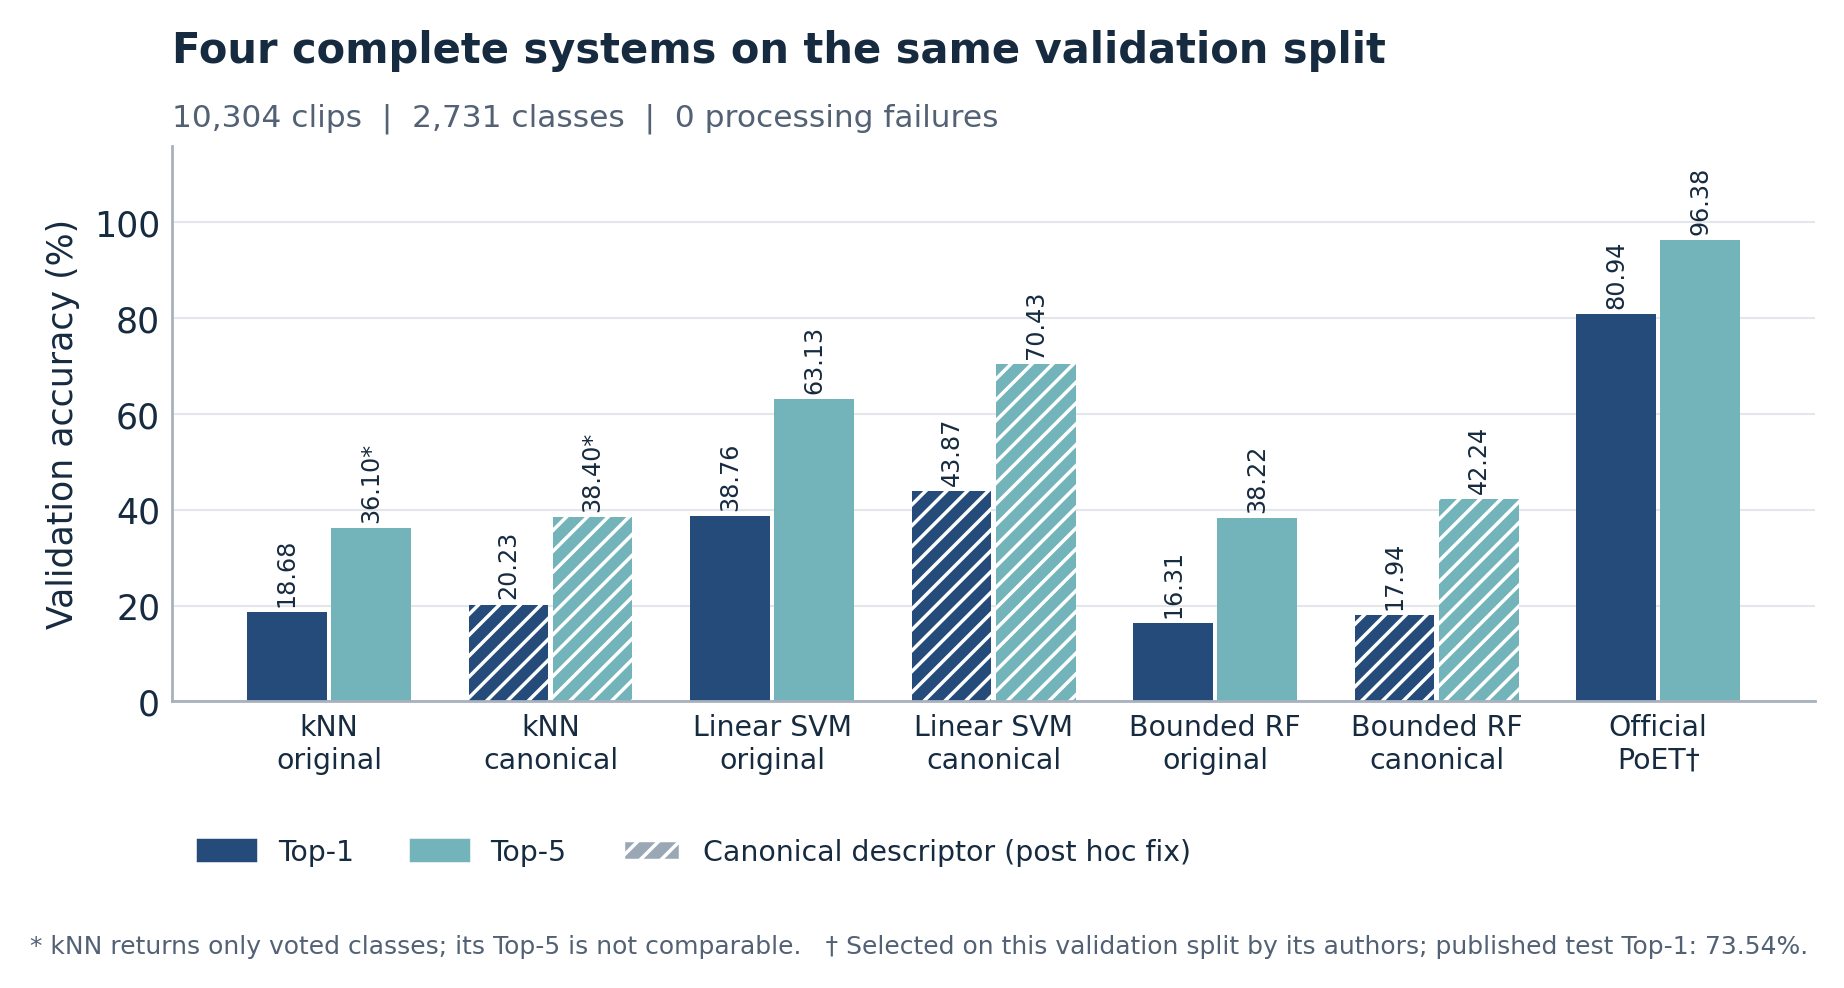 Four complete systems on the same validation split
10,304 clips | 2,731 classes | 0 processing failures
Validation accuracy (%)
100
80
60
40
20
0
18.68
36.10*
20.23
38.40*
38.76
63.13
43.87
70.43
16.31
38.22
17.94
42.24
80.94
96.38
kNN
original
kNN
canonical
Linear SVM
original
Linear SVM
canonical
Bounded RF
original
Bounded RF
canonical
Official
PoET†
Top-1
Top-5
Canonical descriptor (post hoc fix)
* kNN returns only voted classes; its Top-5 is not comparable. † Selected on this validation split by its authors; published test Top-1: 73.54%.